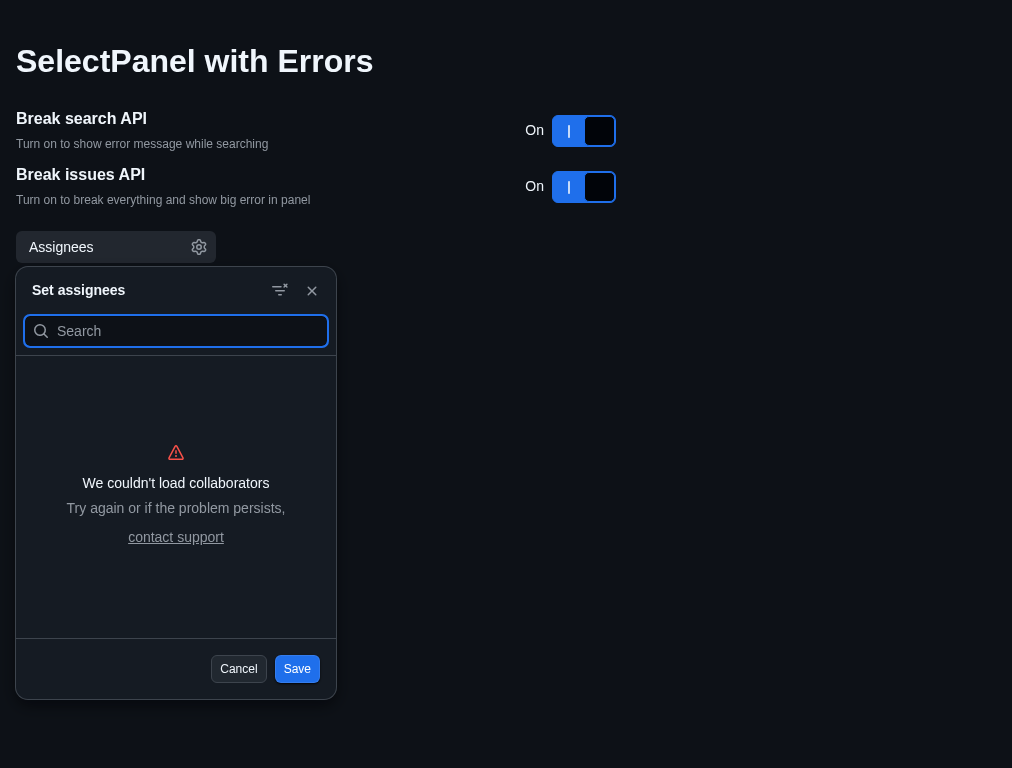 SelectPanel with Errors
Break search API
On
Turn on to show error message while searching
Break issues API
On
Turn on to break everything and show big error in panel
Assignees
Set assignees
Search
We couldn't load collaborators
Try again or if the problem persists,
contact support
Cancel Save